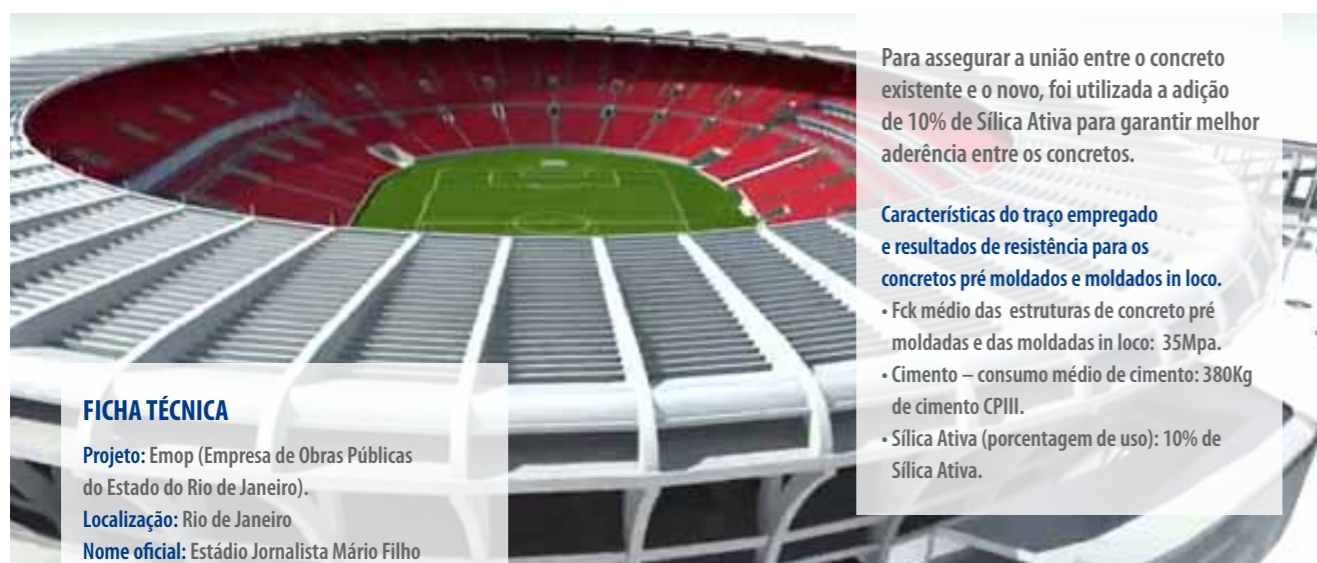 Para assegurar a união entre o concreto
existente e o novo, foi utilizada a adição
de 10% de Sílica Ativa para garantir melhor
aderência entre os concretos.
Características do traço empregado
e resultados de resistência para os
concretos pré moldados e moldados in loco.
• Fck médio das estruturas de concreto pré
moldadas e das moldadas in loco: 35Mpa.
• Cimento – consumo médio de cimento: 380Kg
de cimento CPIII.
• Sílica Ativa (porcentagem de uso): 10% de
Sílica Ativa.
FICHA TÉCNICA
Projeto: Emop (Empresa de Obras Públicas
do Estado do Rio de Janeiro).
Localização: Rio de Janeiro
Nome oficial: Estádio Jornalista Mário Filho